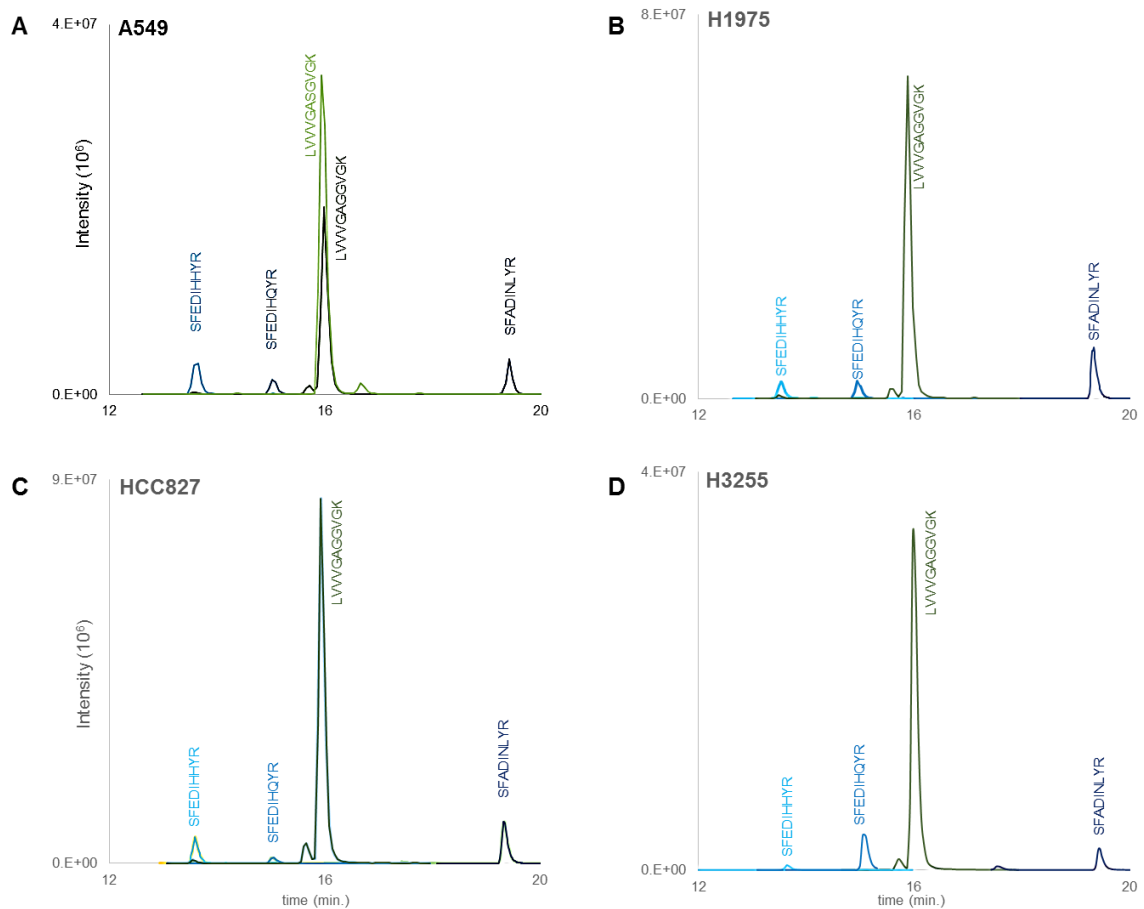 A
A549
4.E+07
Intensity (10⁶)
0.E+00
SFEDIHHYR
SFEDIHQYR
LVVVGASGVGK
LVVVGAGGVGK
SFADINLYR
12
16
20
B
H1975
8.E+07
0.E+00
SFEDIHHYR
SFEDIHQYR
LVVVGAGGVGK
SFADINLYR
12
16
20
C
HCC827
9.E+07
Intensity (10⁶)
0.E+00
SFEDIHHYR
SFEDIHQYR
LVVVGAGGVGK
SFADINLYR
12
16
20
time (min.)
D
H3255
4.E+07
0.E+00
SFEDIHHYR
SFEDIHQYR
LVVVGAGGVGK
SFADINLYR
12
16
20
time (min.)